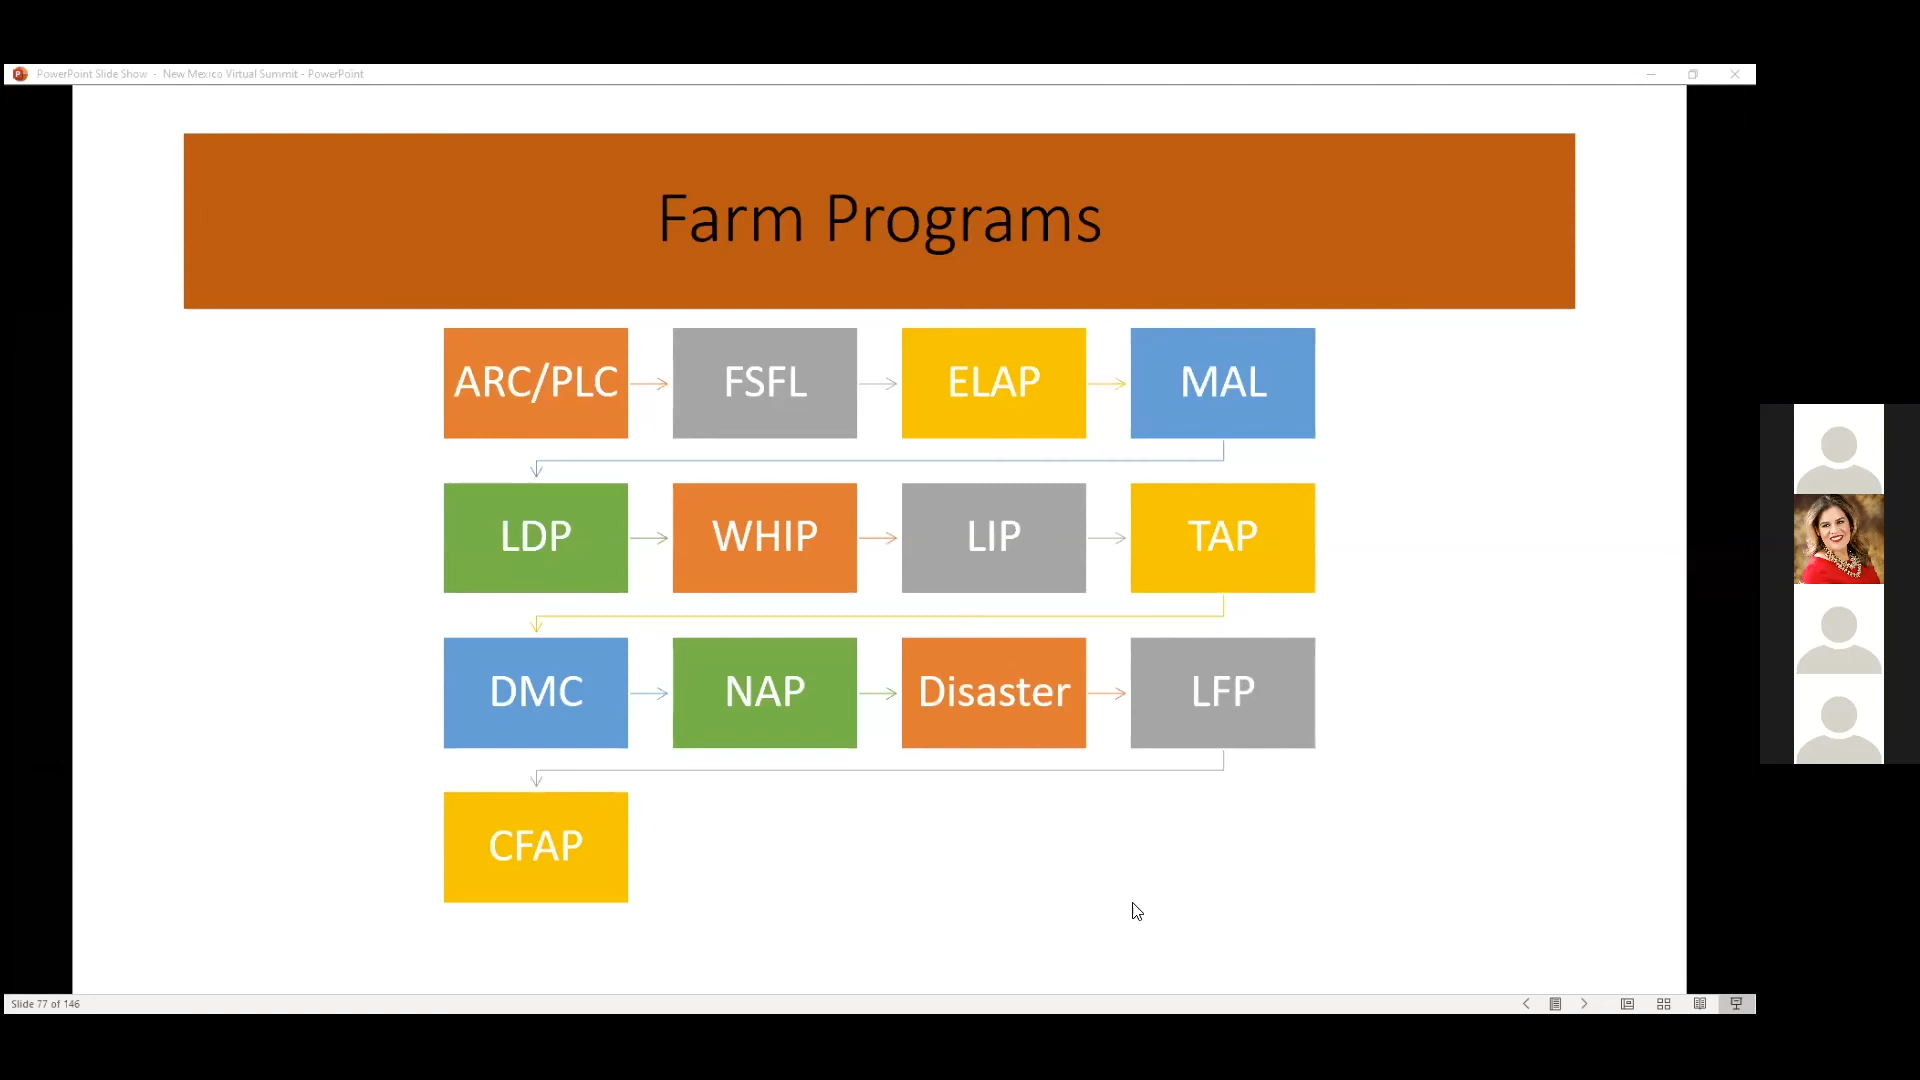 PowerPoint Slide Show - New Mexico Virtual Summit - PowerPoint
Farm Programs
ARC/PLC
FSFL
ELAP
MAL
LDP
WHIP
LIP
TAP
DMC
NAP
Disaster
LFP
CFAP
Slide 77 of 146